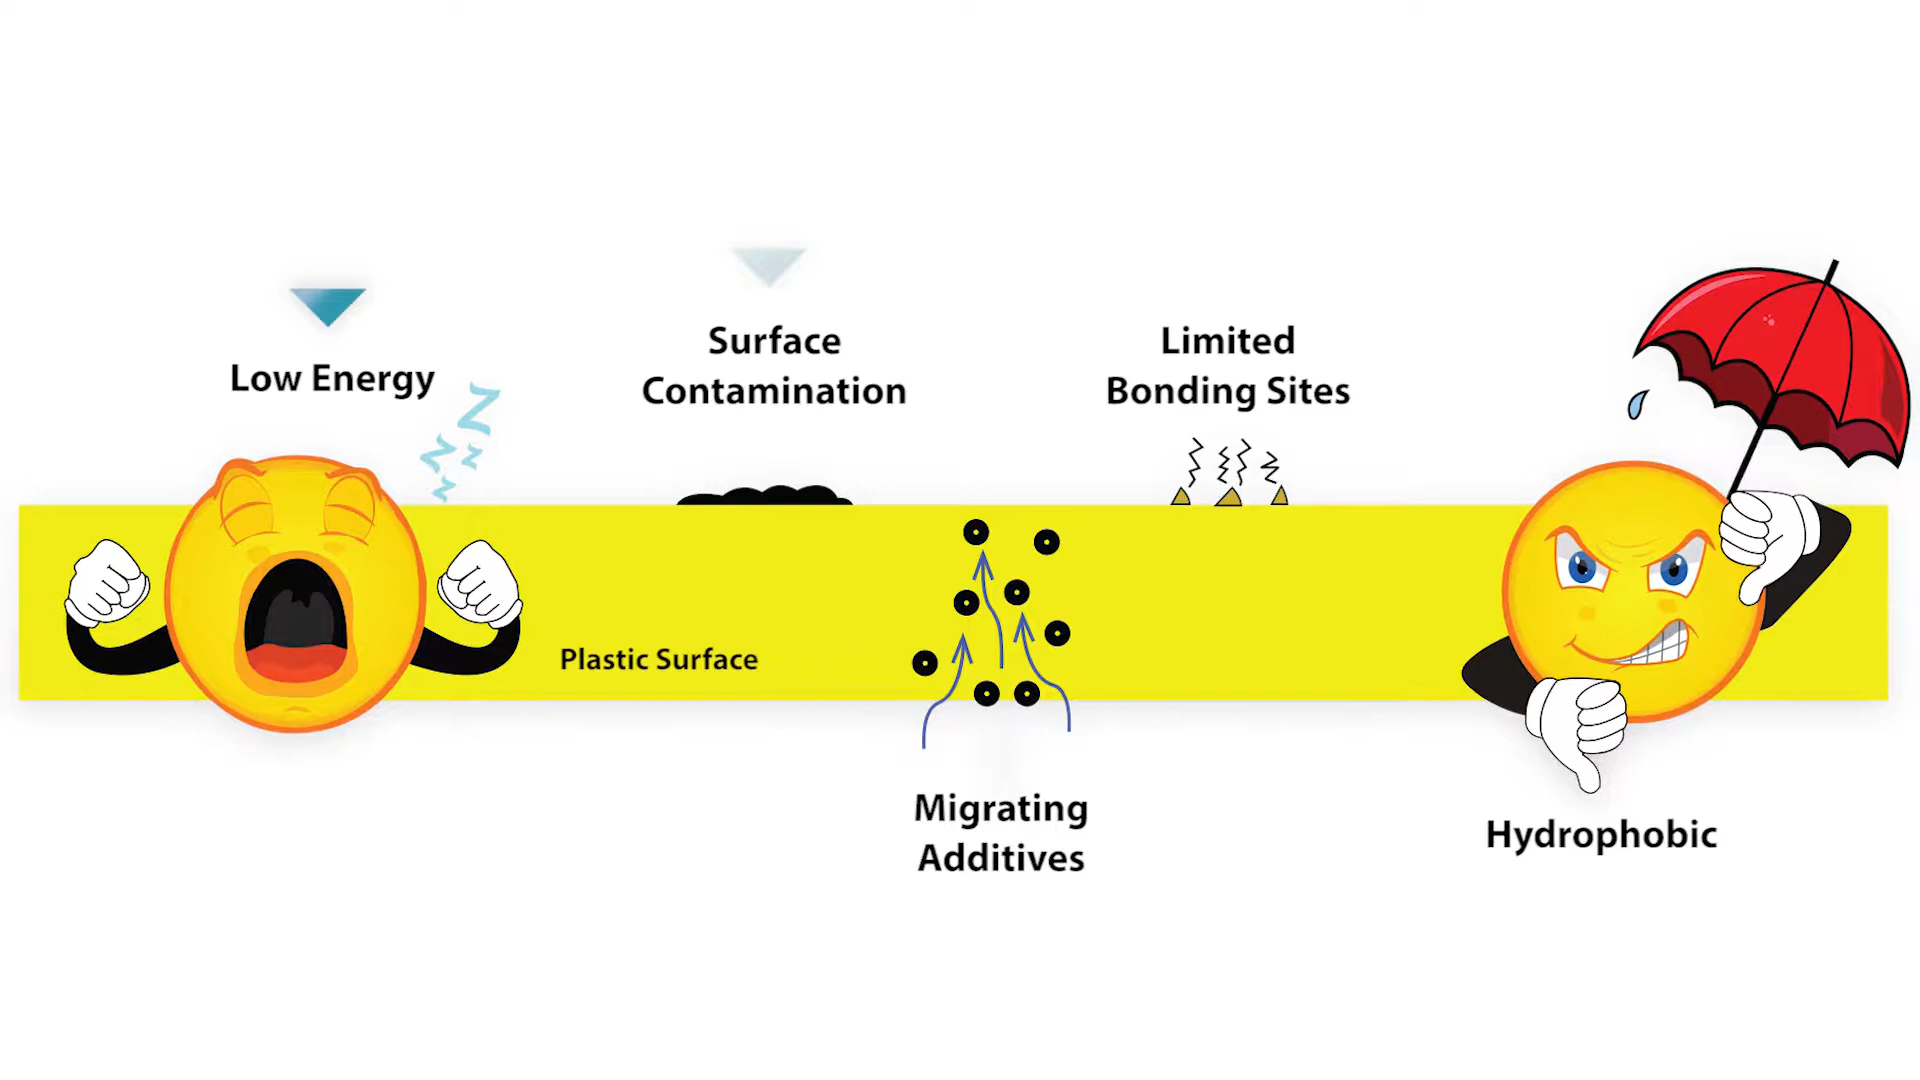 Low Energy
Surface
Contamination
Limited
Bonding Sites
Z
Z
Z
Z
Plastic Surface
Migrating
Additives
Hydrophobic